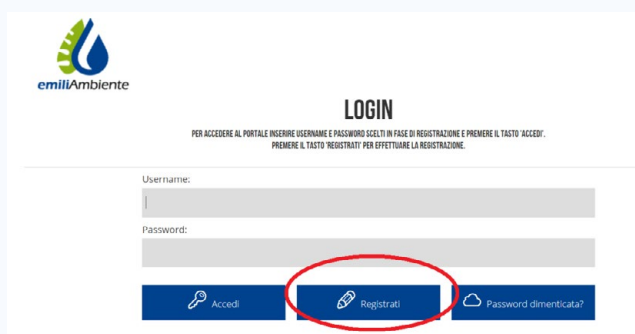 emiliAmbiente
LOGIN
PER ACCEDERE AL PORTALE INSERIRE USERNAME E PASSWORD SCELTI IN FASE DI REGISTRAZIONE E PREMERE IL TASTO 'ACCEDI'.
PREMERE IL TASTO 'REGISTRATI' PER EFFETTUARE LA REGISTRAZIONE.
Username:
Password:
Accedi
Registrati
Password dimenticata?